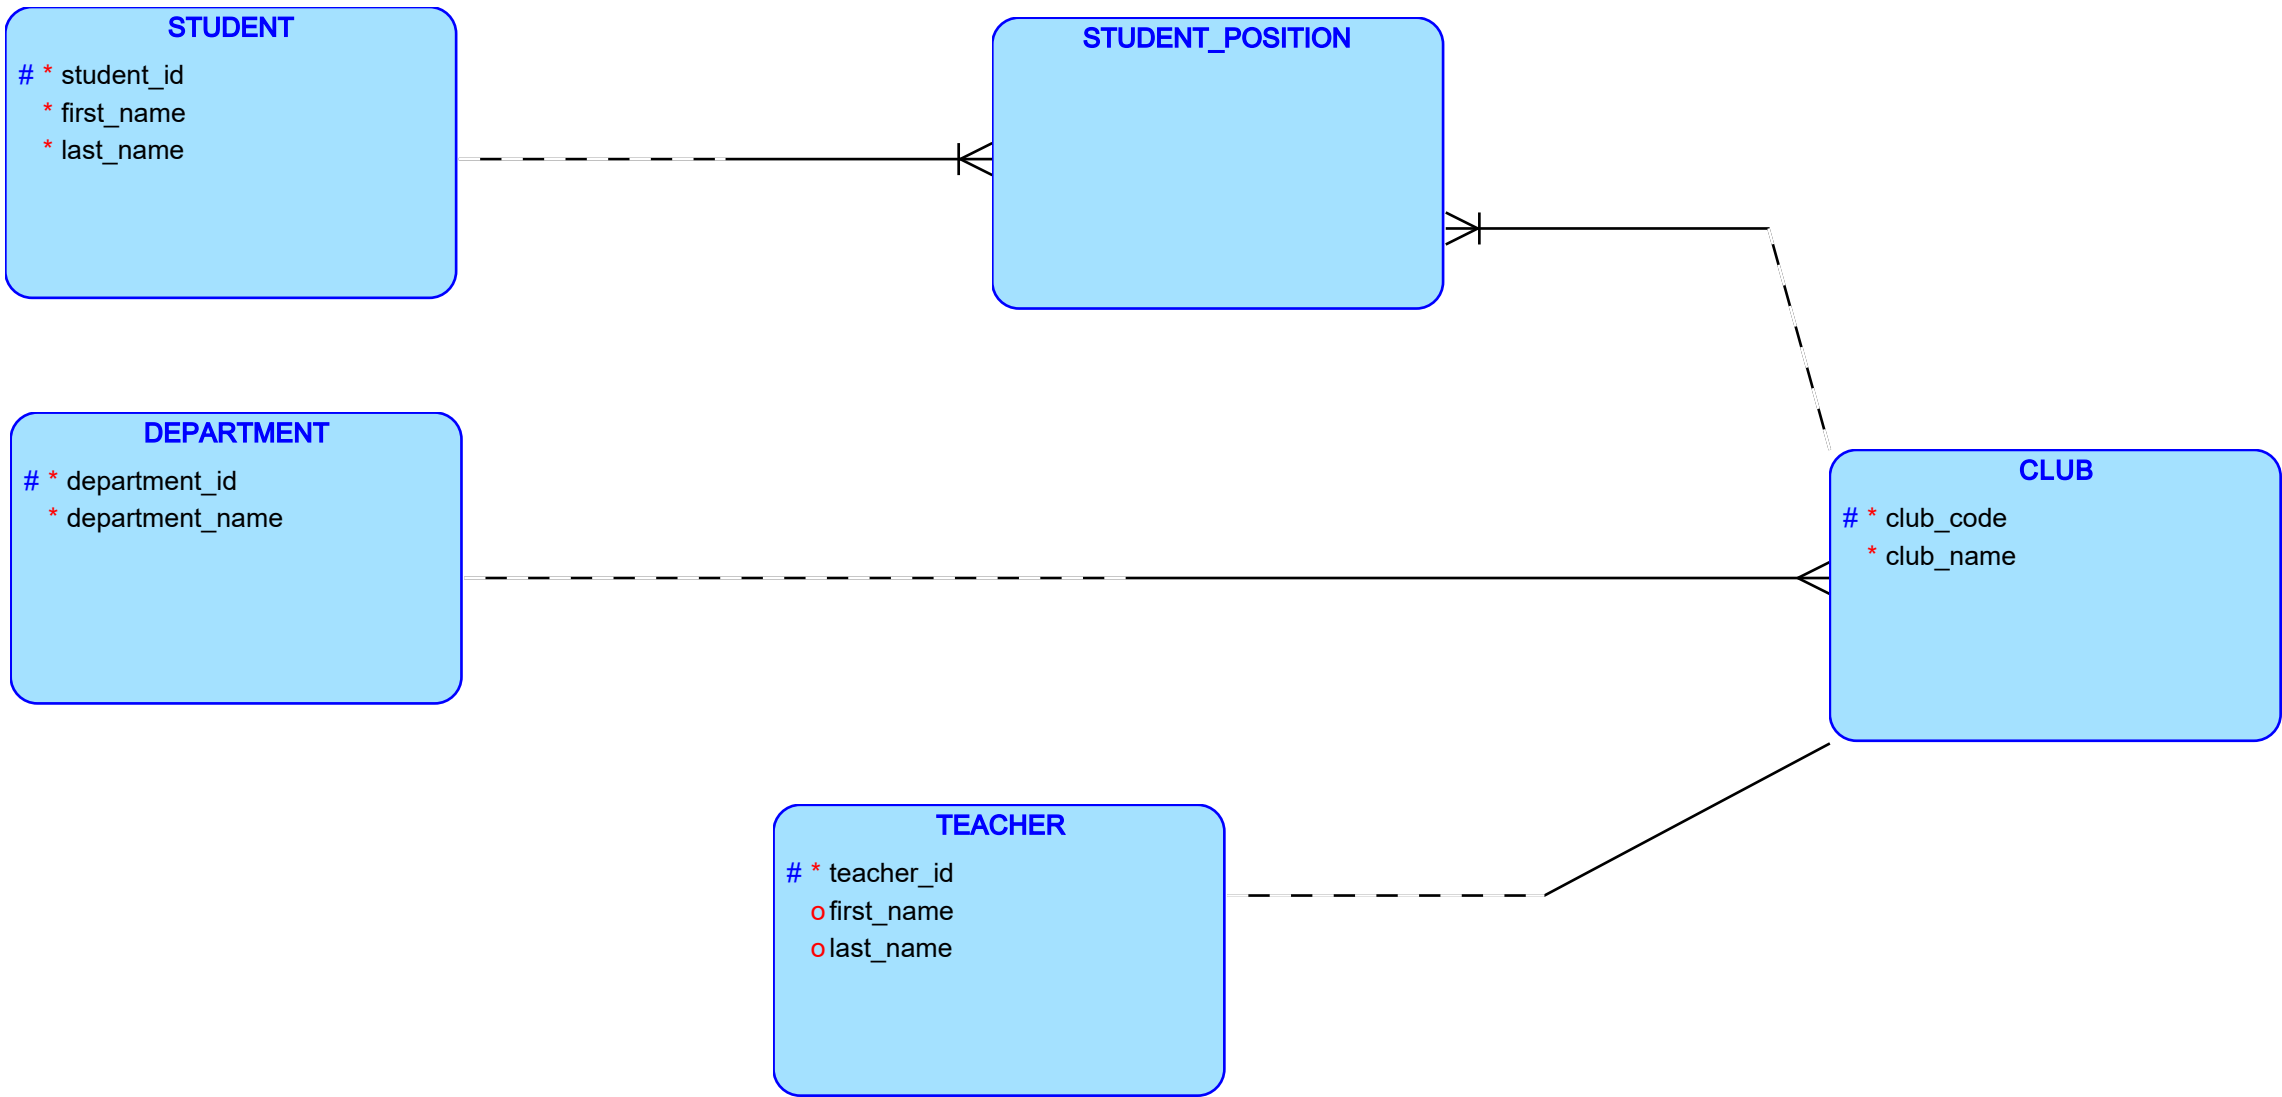 STUDENT
# * student_id
* first_name
* last_name
STUDENT_POSITION
DEPARTMENT
# * department_id
* department_name
CLUB
# * club_code
* club_name
TEACHER
# * teacher_id
o first_name
o last_name